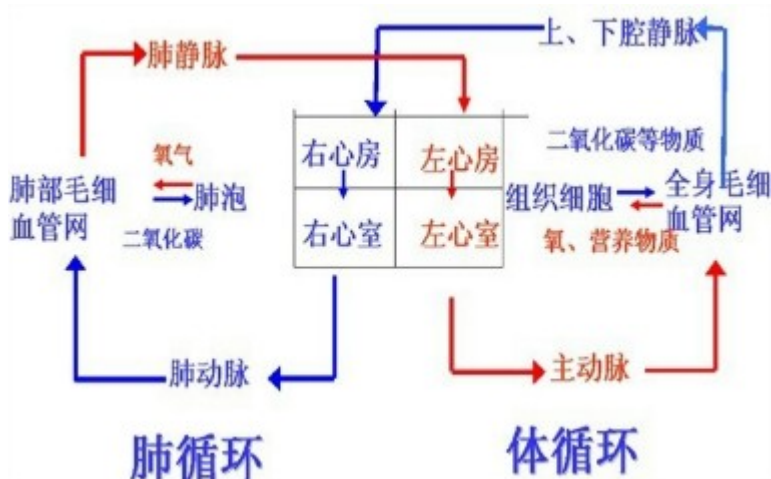 肺静脉
上、下腔静脉
氧气
肺部毛细
血管网
肺泡
二氧化碳
右心房
左心房
右心室
左心室
二氧化碳等物质
组织细胞
全身毛细
血管网
氧、营养物质
肺动脉
主动脉
肺循环
体循环